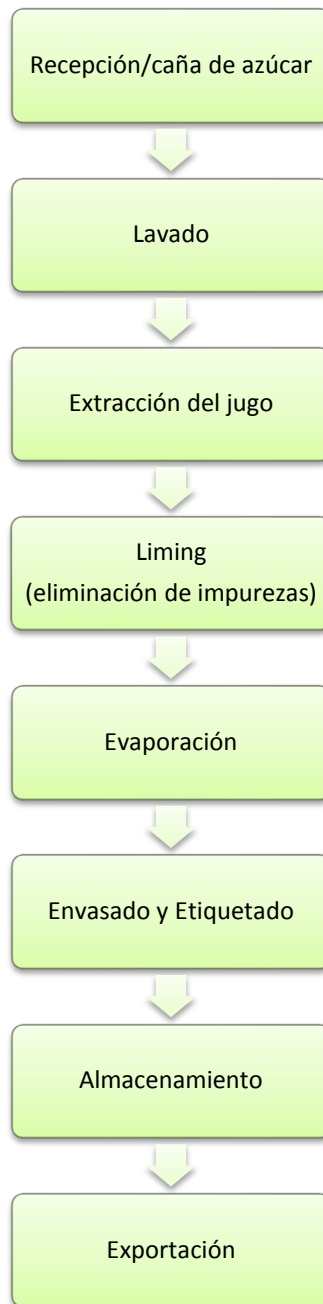 Recepción/caña de azúcar
Lavado
Extracción del jugo
Liming
(eliminación de impurezas)
Evaporación
Envasado y Etiquetado
Almacenamiento
Exportación